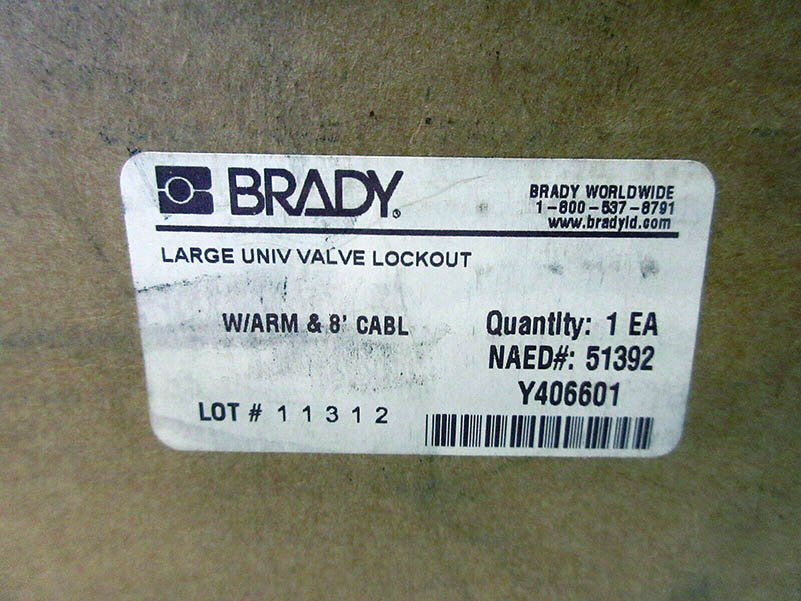 BRADY®
BRADY WORLDWIDE
1-800-537-8791
www.bradyid.com
LARGE UNIV VALVE LOCKOUT
W/ARM & 8' CABL
Quantity: 1 EA
NAED#: 51392
Y406601
LOT # 11312